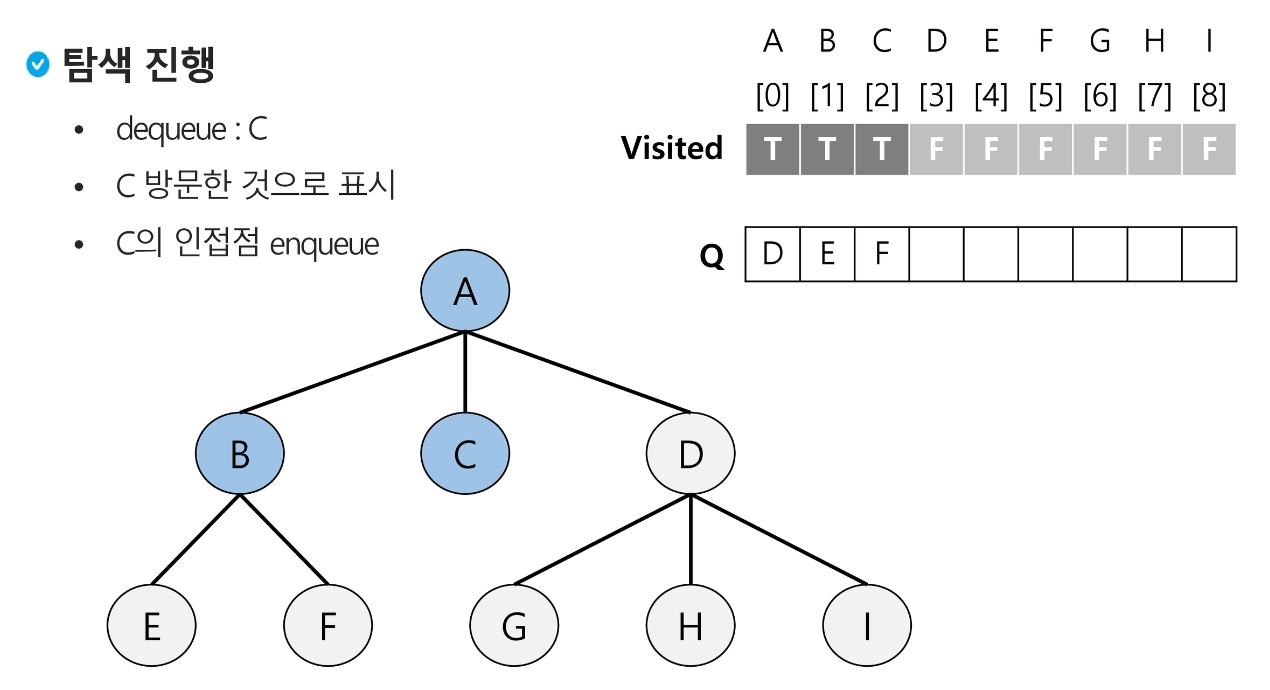 탐색 진행
• dequeue : C
• C 방문한 것으로 표시
• C의 인접점 enqueue
A B C D E F G H I
[0] [1] [2] [3] [4] [5] [6] [7] [8]
Visited T T T F F F F F F
Q D E F
A
B C D
E F G H I